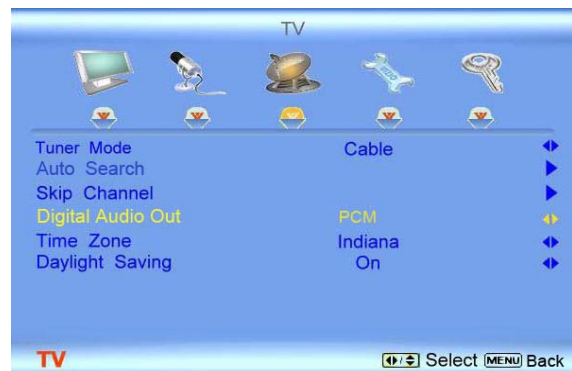 TV
Tuner Mode Cable
Auto Search
Skip Channel
Digital Audio Out PCM
Time Zone Indiana
Daylight Saving On
TV Select MENU Back